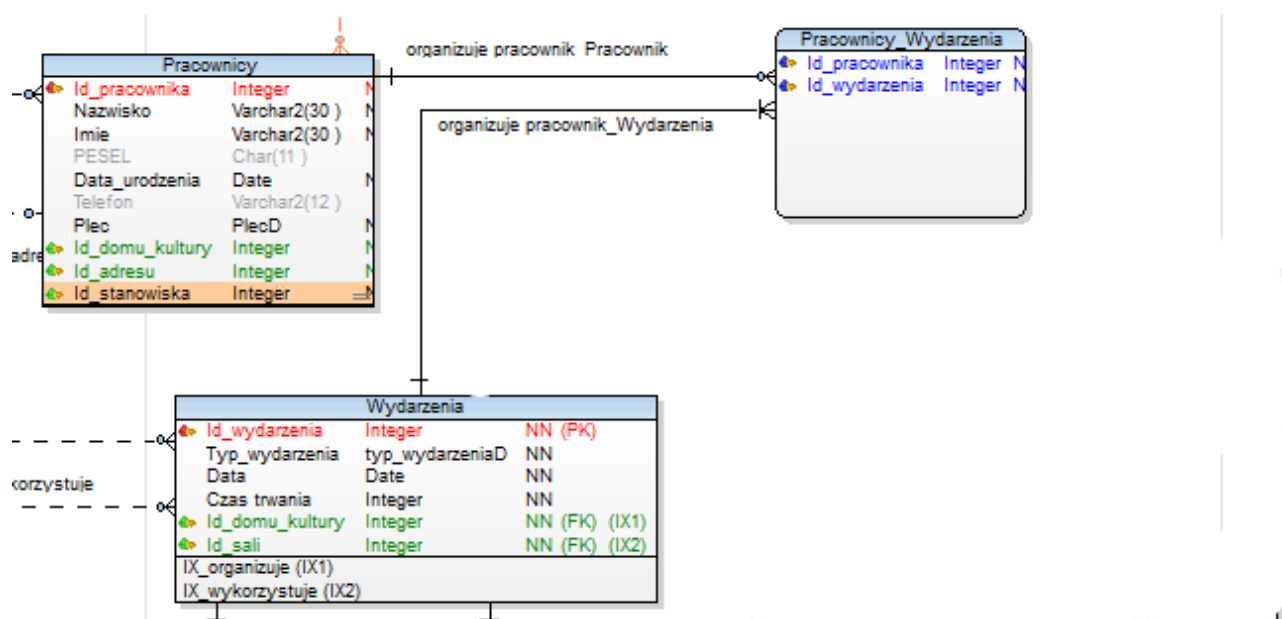 organizuje pracownik Pracownik
Pracownicy_Wydarzenia
Id_pracownika Integer N
Id_wydarzenia Integer N
Pracownicy
Id_pracownika Integer N
Nazwisko Varchar2(30 ) N
Imie Varchar2(30 ) N
PESEL Char(11 )
Data_urodzenia Date N
Telefon Varchar2(12 )
Plec PlecD N
Id_domu_kultury Integer N
Id_adresu Integer N
Id_stanowiska Integer N
organizuje pracownik_Wydarzenia
adre
Wydarzenia
Id_wydarzenia Integer NN (PK)
Typ_wydarzenia typ_wydarzeniaD NN
Data Date NN
Czas trwania Integer NN
Id_domu_kultury Integer NN (FK) (IX1)
Id_sali Integer NN (FK) (IX2)
IX_organizuje (IX1)
IX_wykorzystuje (IX2)
korzystuje